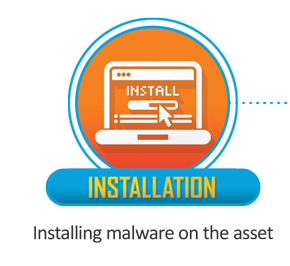 INSTALL
INSTALLATION
Installing malware on the asset